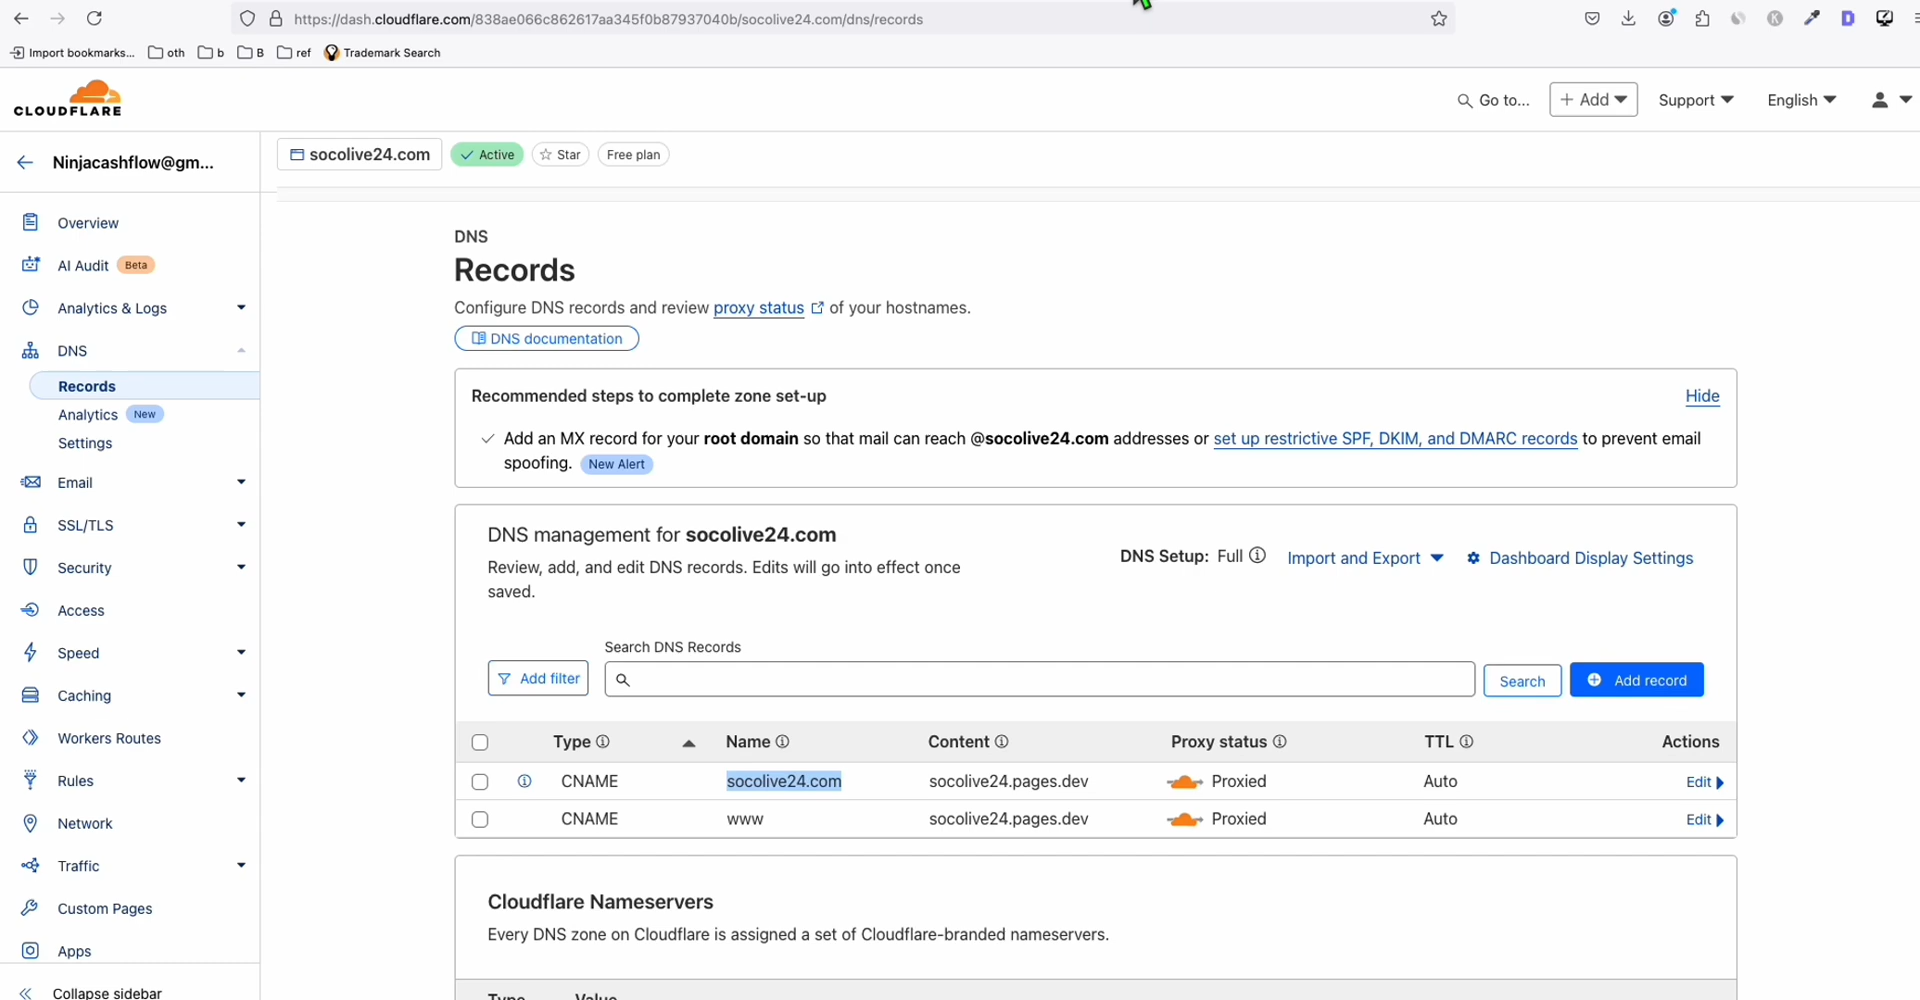 https://dash.cloudflare.com/838ae066c862617aa345f0b87937040b/socolive24.com/dns/records
Import bookmarks... oth b B ref Trademark Search
CLOUDFLARE
Go to... + Add Support English
Ninjacashflow@gm...
socolive24.com Active Star Free plan
Overview
AI Audit Beta
Analytics & Logs
DNS
Records
Analytics New
Settings
Email
SSL/TLS
Security
Access
Speed
Caching
Workers Routes
Rules
Network
Traffic
Custom Pages
Apps
Collapse sidebar
DNS
Records
Configure DNS records and review proxy status of your hostnames.
DNS documentation
Recommended steps to complete zone set-up Hide
Add an MX record for your root domain so that mail can reach @socolive24.com addresses or set up restrictive SPF, DKIM, and DMARC records to prevent email
spoofing. New Alert
DNS management for socolive24.com
Review, add, and edit DNS records. Edits will go into effect once
saved.
DNS Setup: Full Import and Export Dashboard Display Settings
Search DNS Records
Add filter Search Add record
Type Name Content Proxy status TTL Actions
CNAME socolive24.com socolive24.pages.dev Proxied Auto Edit
CNAME www socolive24.pages.dev Proxied Auto Edit
Cloudflare Nameservers
Every DNS zone on Cloudflare is assigned a set of Cloudflare-branded nameservers.
Type Value